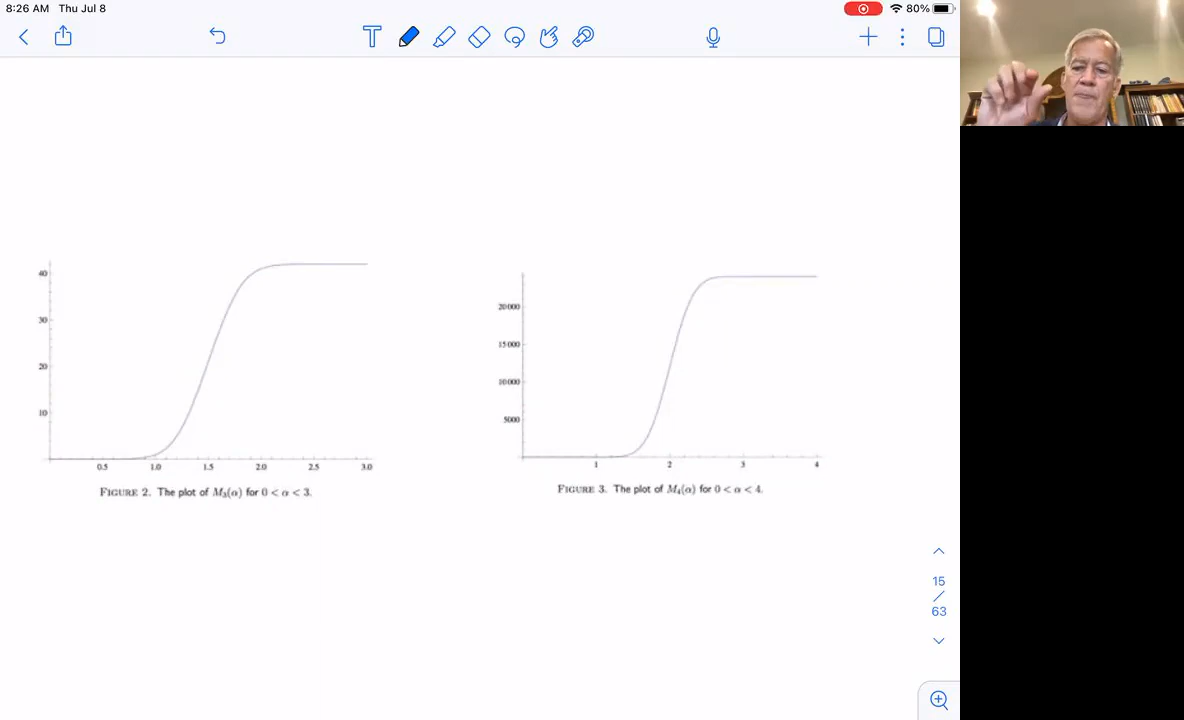 8:26 AM Thu Jul 8
80%
T
40
30
20
10
0.5 1.0 1.5 2.0 2.5 3.0
FIGURE 2. The plot of M₃(α) for 0 < α < 3.
20000
15000
10000
5000
1 2 3 4
FIGURE 3. The plot of M₄(α) for 0 < α < 4.
15
/
63